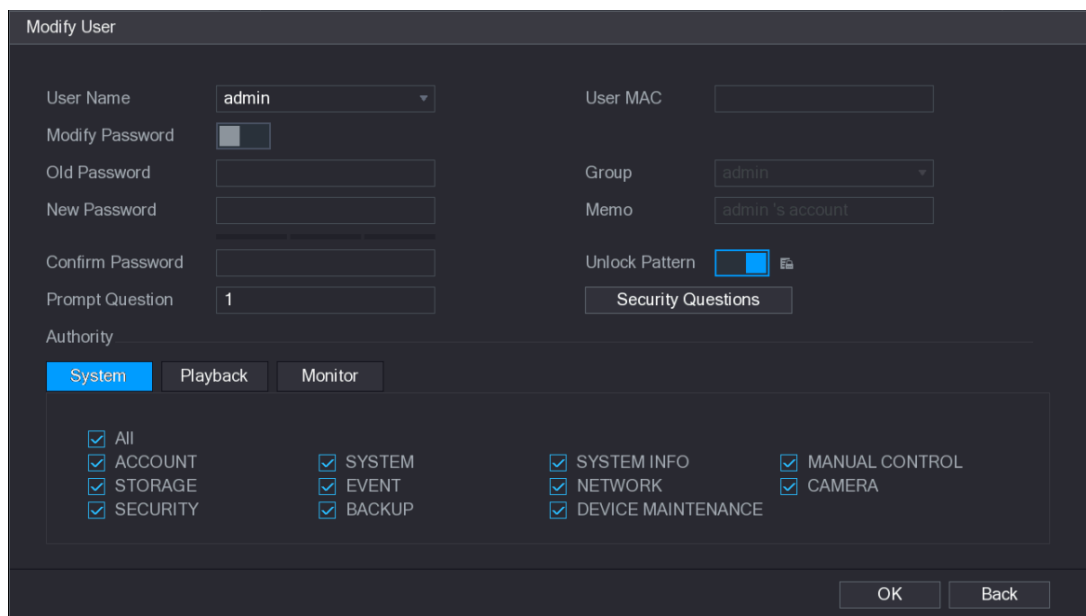 Modify User
User Name admin User MAC
Modify Password
Old Password Group admin
New Password Memo admin 's account
Confirm Password Unlock Pattern
Prompt Question 1 Security Questions
Authority
System Playback Monitor
All
ACCOUNT SYSTEM SYSTEM INFO MANUAL CONTROL
STORAGE EVENT NETWORK CAMERA
SECURITY BACKUP DEVICE MAINTENANCE
OK Back